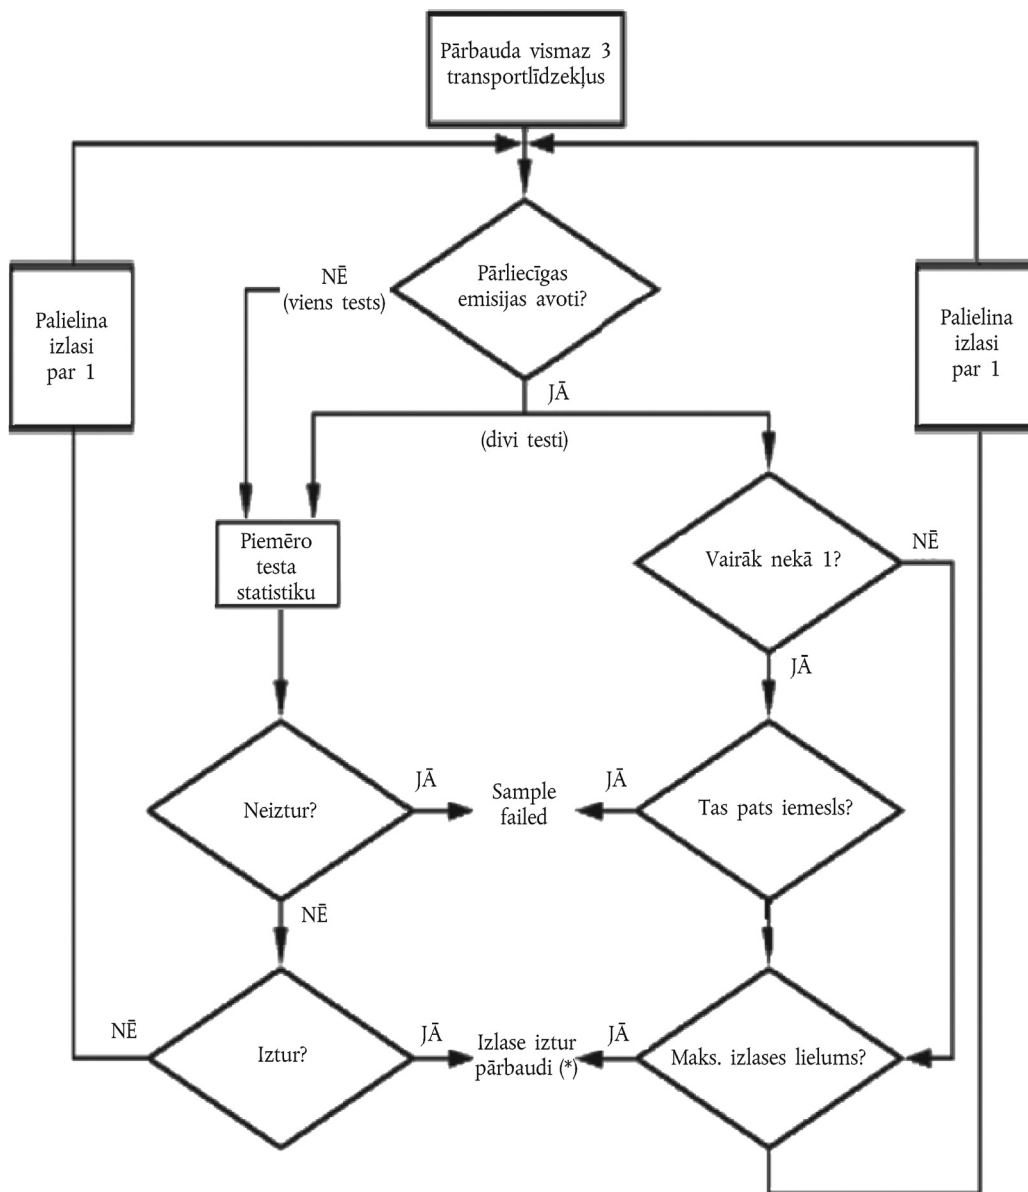 Pārbauda vismaz 3
transportlīdzekļus
NĒ
(viens tests)
Pārliecīgas
emisijas avoti?
Palielina
izlasi
par 1
Palielina
izlasi
par 1
JĀ
(divi testi)
Piemēro
testa
statistiku
Vairāk nekā 1?
NĒ
JĀ
Neiztur?
JĀ
Sample
failed
JĀ
Tas pats iemesls?
NĒ
NĒ
Iztur?
JĀ
Izlase iztur
pārbaudi (*)
JĀ
Maks. izlases lielums?